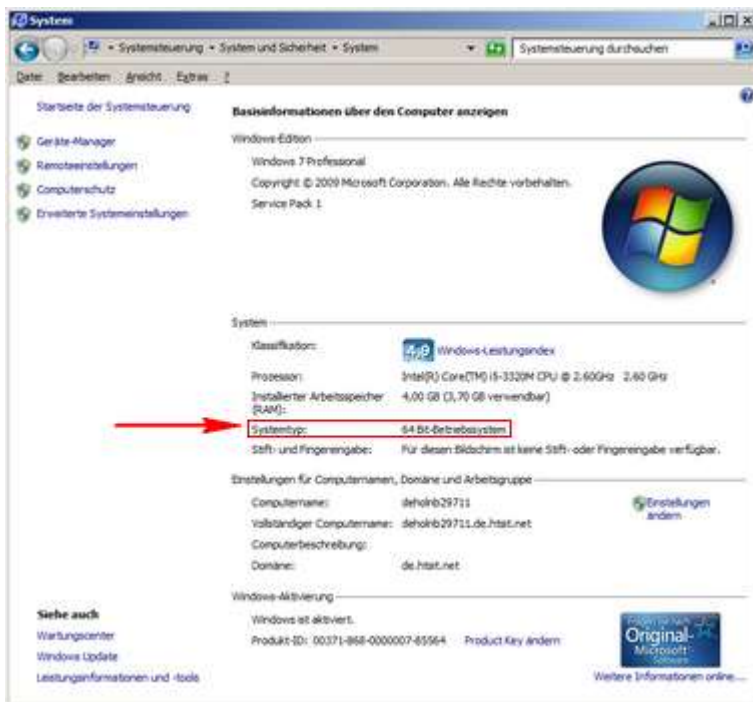 System
Systemsteuerung System und Sicherheit System
Systemsteuerung durchsuchen
Datei Bearbeiten Ansicht Extras ?
Startseite der Systemsteuerung
Geräte-Manager
Remoteeinstellungen
Computerschutz
Erweiterte Systemeinstellungen
Basisinformationen über den Computer anzeigen
Windows-Edition
Windows 7 Professional
Copyright © 2009 Microsoft Corporation. Alle Rechte vorbehalten.
Service Pack 1
System
Klassifikation: 4,9 Windows-Leistungsindex
Prozessor: Intel(R) Core(TM) i5-3320M CPU @ 2.60GHz 2.60 GHz
Installierter Arbeitsspeicher (RAM): 4,00 GB (3,70 GB verwendbar)
Systemtyp: 64 Bit-Betriebssystem
Stift- und Fingereingabe: Für diesen Bildschirm ist keine Stift- oder Fingereingabe verfügbar.
Einstellungen für Computernamen, Domäne und Arbeitsgruppe
Computername: deholnb29711
Vollständiger Computername: deholnb29711.de.htat.net
Computerbeschreibung:
Domäne: de.htat.net
Einstellungen ändern
Windows-Aktivierung
Windows ist aktiviert.
Produkt-ID: 00371-868-0000007-85564 Product Key ändern
Original-
Microsoft
Software
Weitere Informationen online...
Siehe auch
Wartungscenter
Windows Update
Leistungsinformationen und -tools